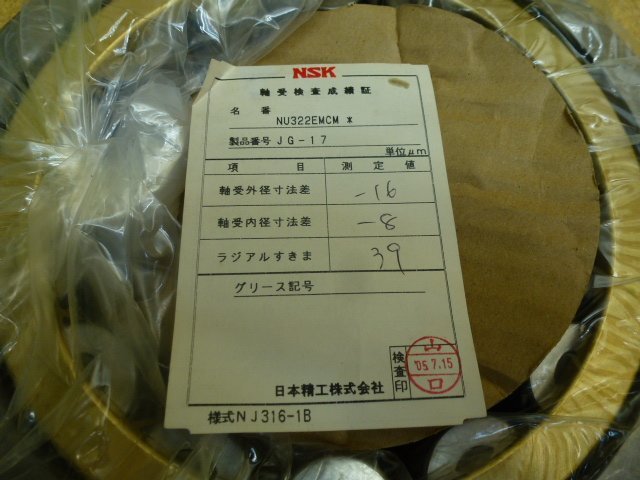 NSK
軸受検査成績証
名番
NU322EMCM *
製品番号 JG-17
単位μm
項目 測定値
軸受外径寸法差 -16
軸受内径寸法差 -8
ラジアルすきま 39
グリース記号
検査印 山口 '05.7.15
日本精工株式会社
様式NJ316-1B